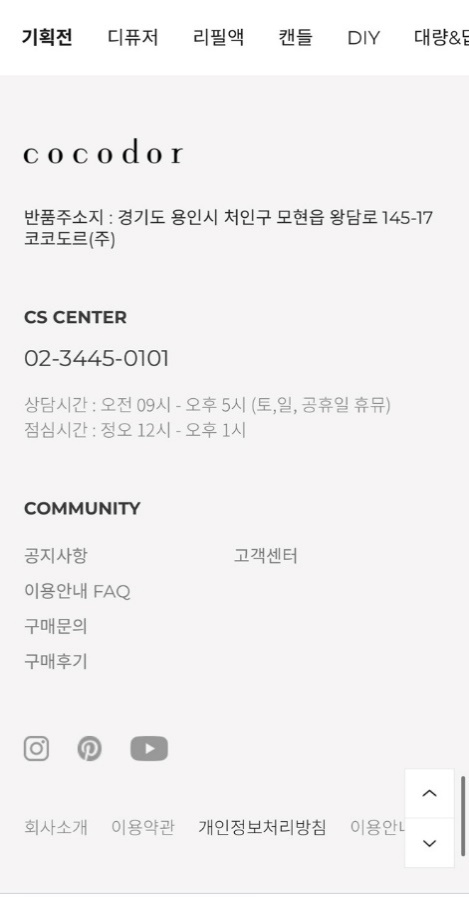 기획전 디퓨저 리필액 캔들 DIY 대량&
cocodor
반품주소지 : 경기도 용인시 처인구 모현읍 왕담로 145-17
코코도르(주)
CS CENTER
02-3445-0101
상담시간 : 오전 09시 - 오후 5시 (토,일, 공휴일 휴뮤)
점심시간 : 정오 12시 - 오후 1시
COMMUNITY
공지사항 고객센터
이용안내 FAQ
구매문의
구매후기
회사소개 이용약관 개인정보처리방침 이용안